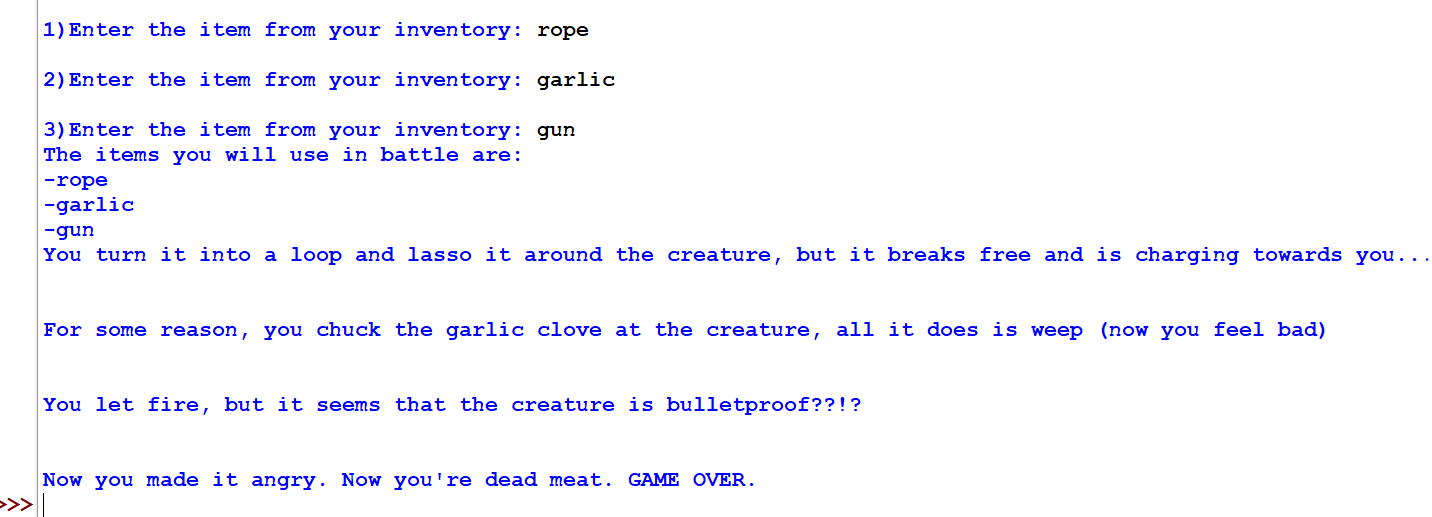 1)Enter the item from your inventory: rope
2)Enter the item from your inventory: garlic
3)Enter the item from your inventory: gun
The items you will use in battle are:
-rope
-garlic
-gun
You turn it into a loop and lasso it around the creature, but it breaks free and is charging towards you...
For some reason, you chuck the garlic clove at the creature, all it does is weep (now you feel bad)
You let fire, but it seems that the creature is bulletproof??!?
Now you made it angry. Now you're dead meat. GAME OVER.
>>>